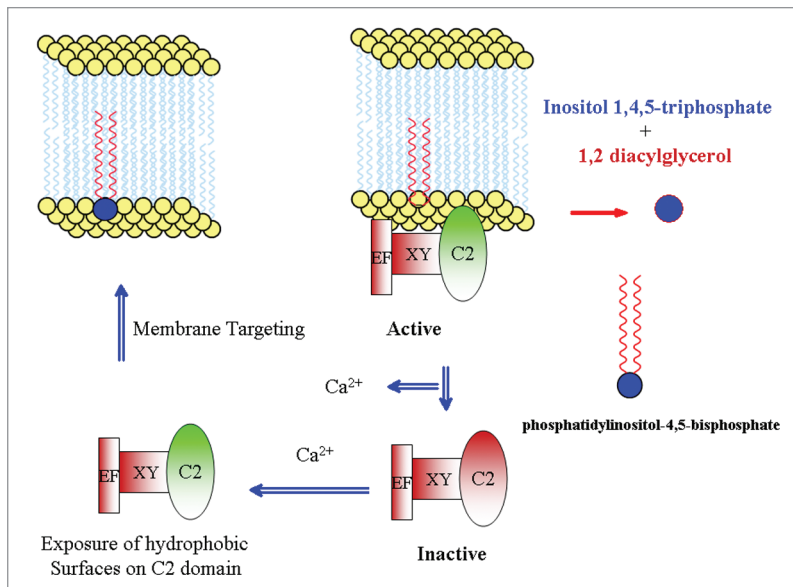 Inositol 1,4,5-triphosphate
+
1,2 diacylglycerol
EF XY C2
Active
Membrane Targeting
Ca²⁺
phosphatidylinositol-4,5-bisphosphate
EF XY C2
Ca²⁺
EF XY C2
Exposure of hydrophobic
Surfaces on C2 domain
Inactive